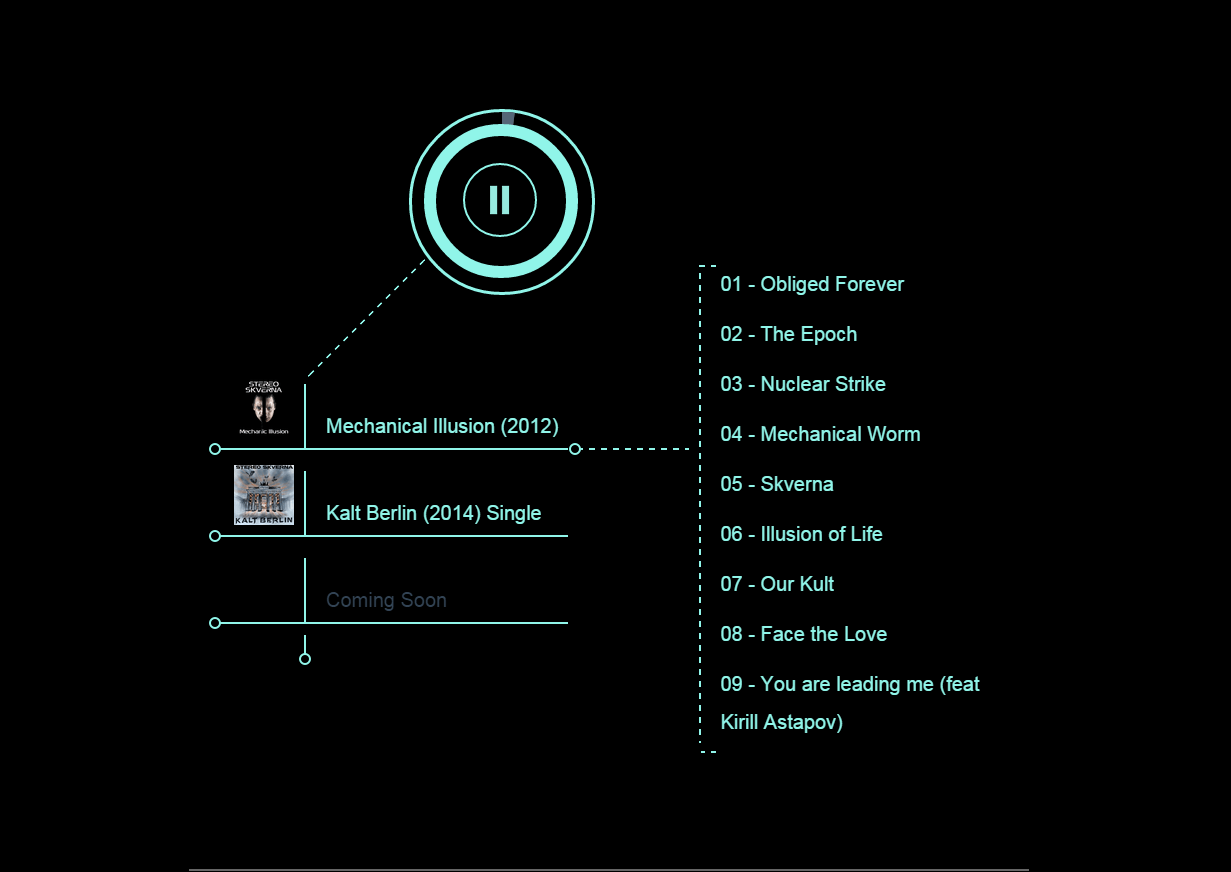 STEREO
SKVERNA
Mechanic Illusion
Mechanical Illusion (2012)
STEREO SKVERNA
KALT BERLIN
Kalt Berlin (2014) Single
Coming Soon
01 - Obliged Forever
02 - The Epoch
03 - Nuclear Strike
04 - Mechanical Worm
05 - Skverna
06 - Illusion of Life
07 - Our Kult
08 - Face the Love
09 - You are leading me (feat
Kirill Astapov)